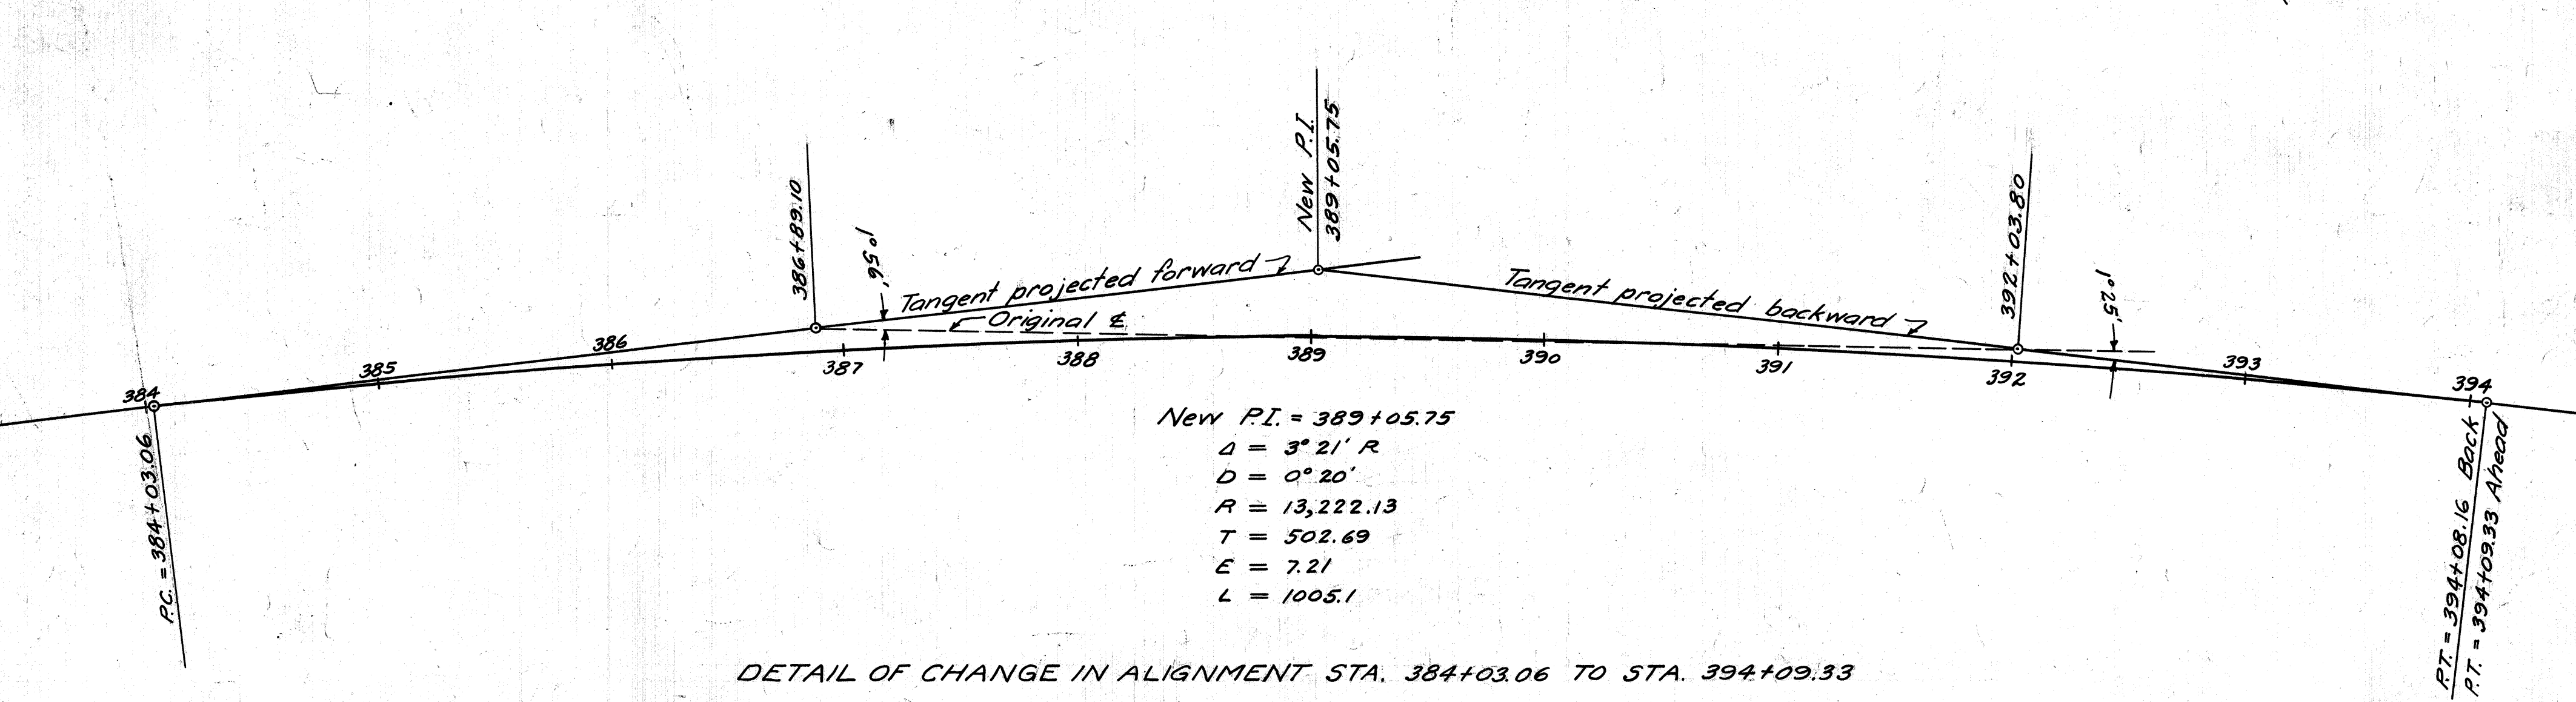 386+89.10
1°56'
Tangent projected forward
Original ℄
New P.I.
389+05.75
Tangent projected backward
392+03.80
1°25'
384
385
386
387
388
389
390
391
392
393
394
P.C. = 384+03.06
New P.I. = 389+05.75
Δ = 3°21' R
D = 0°20'
R = 13,222.13
T = 502.69
E = 7.21
L = 1005.1
P.T. = 394+08.16 Back
P.T. = 394+09.33 Ahead
DETAIL OF CHANGE IN ALIGNMENT STA. 384+03.06 TO STA. 394+09.33